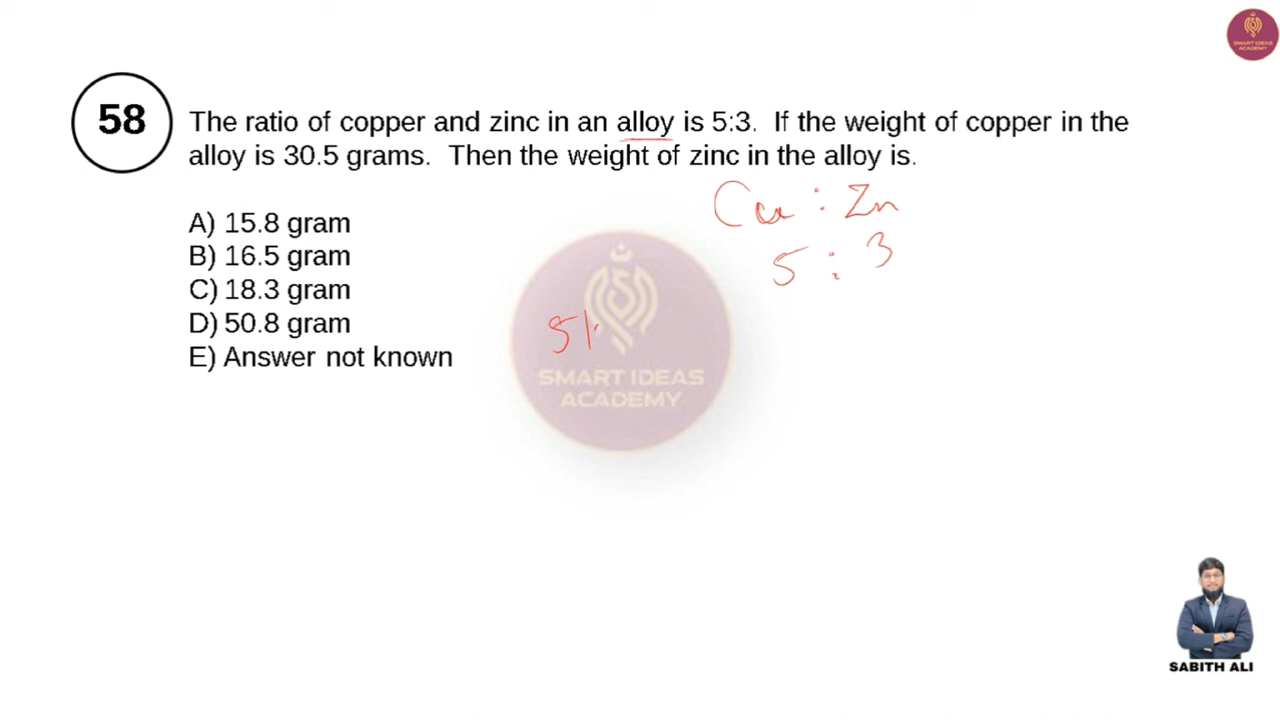 SMART IDEAS
ACADEMY
58
The ratio of copper and zinc in an alloy is 5:3. If the weight of copper in the
alloy is 30.5 grams. Then the weight of zinc in the alloy is.
Cu : Zn
5 : 3
A) 15.8 gram
B) 16.5 gram
C) 18.3 gram
D) 50.8 gram
E) Answer not known
SMART IDEAS
ACADEMY
SABITH ALI